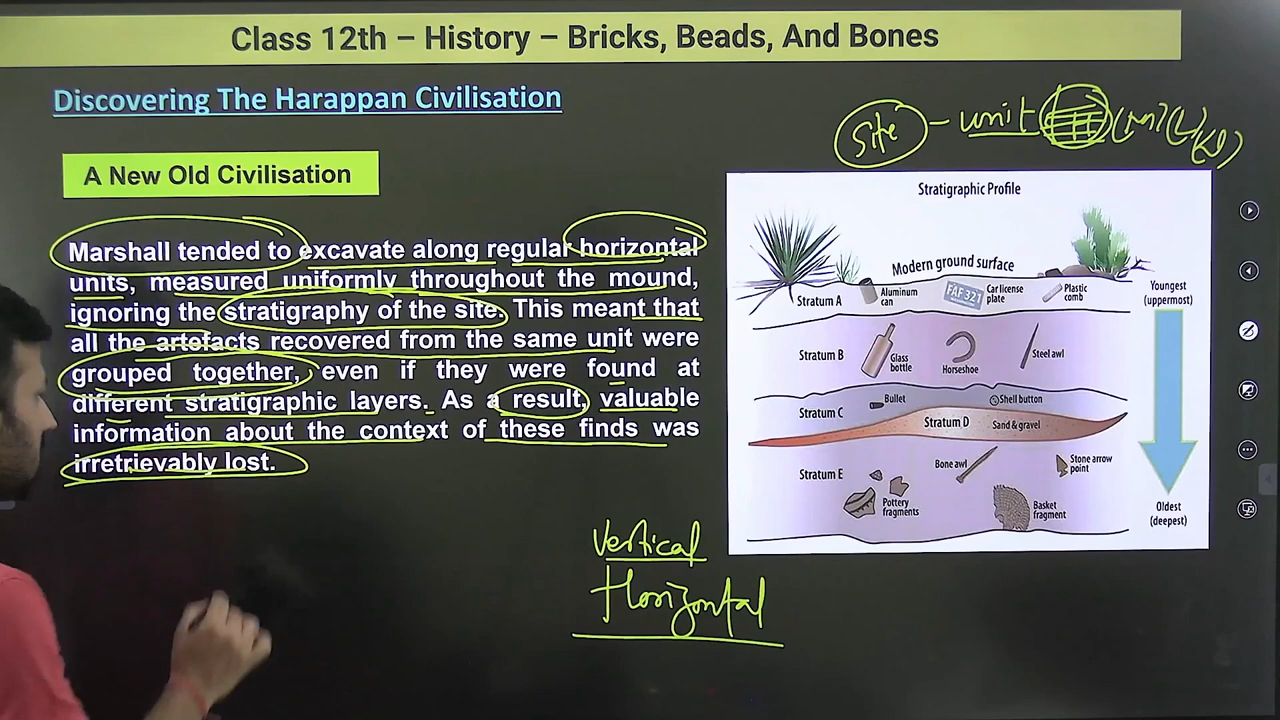 Class 12th – History – Bricks, Beads, And Bones
Discovering The Harappan Civilisation
Site - unit
A New Old Civilisation
Marshall tended to excavate along regular horizontal
units, measured uniformly throughout the mound,
ignoring the stratigraphy of the site. This meant that
all the artefacts recovered from the same unit were
grouped together, even if they were found at
different stratigraphic layers. As a result, valuable
information about the context of these finds was
irretrievably lost.
Stratigraphic Profile
Modern ground surface
Stratum A
Aluminum
can
FAF 321
Car license
plate
Plastic
comb
Youngest
(uppermost)
Stratum B
Glass
bottle
Horseshoe
Steel awl
Stratum C
Bullet
Shell button
Stratum D
Sand & gravel
Stratum E
Bone awl
Stone arrow
point
Pottery
fragments
Basket
fragment
Oldest
(deepest)
Vertical
Horizontal